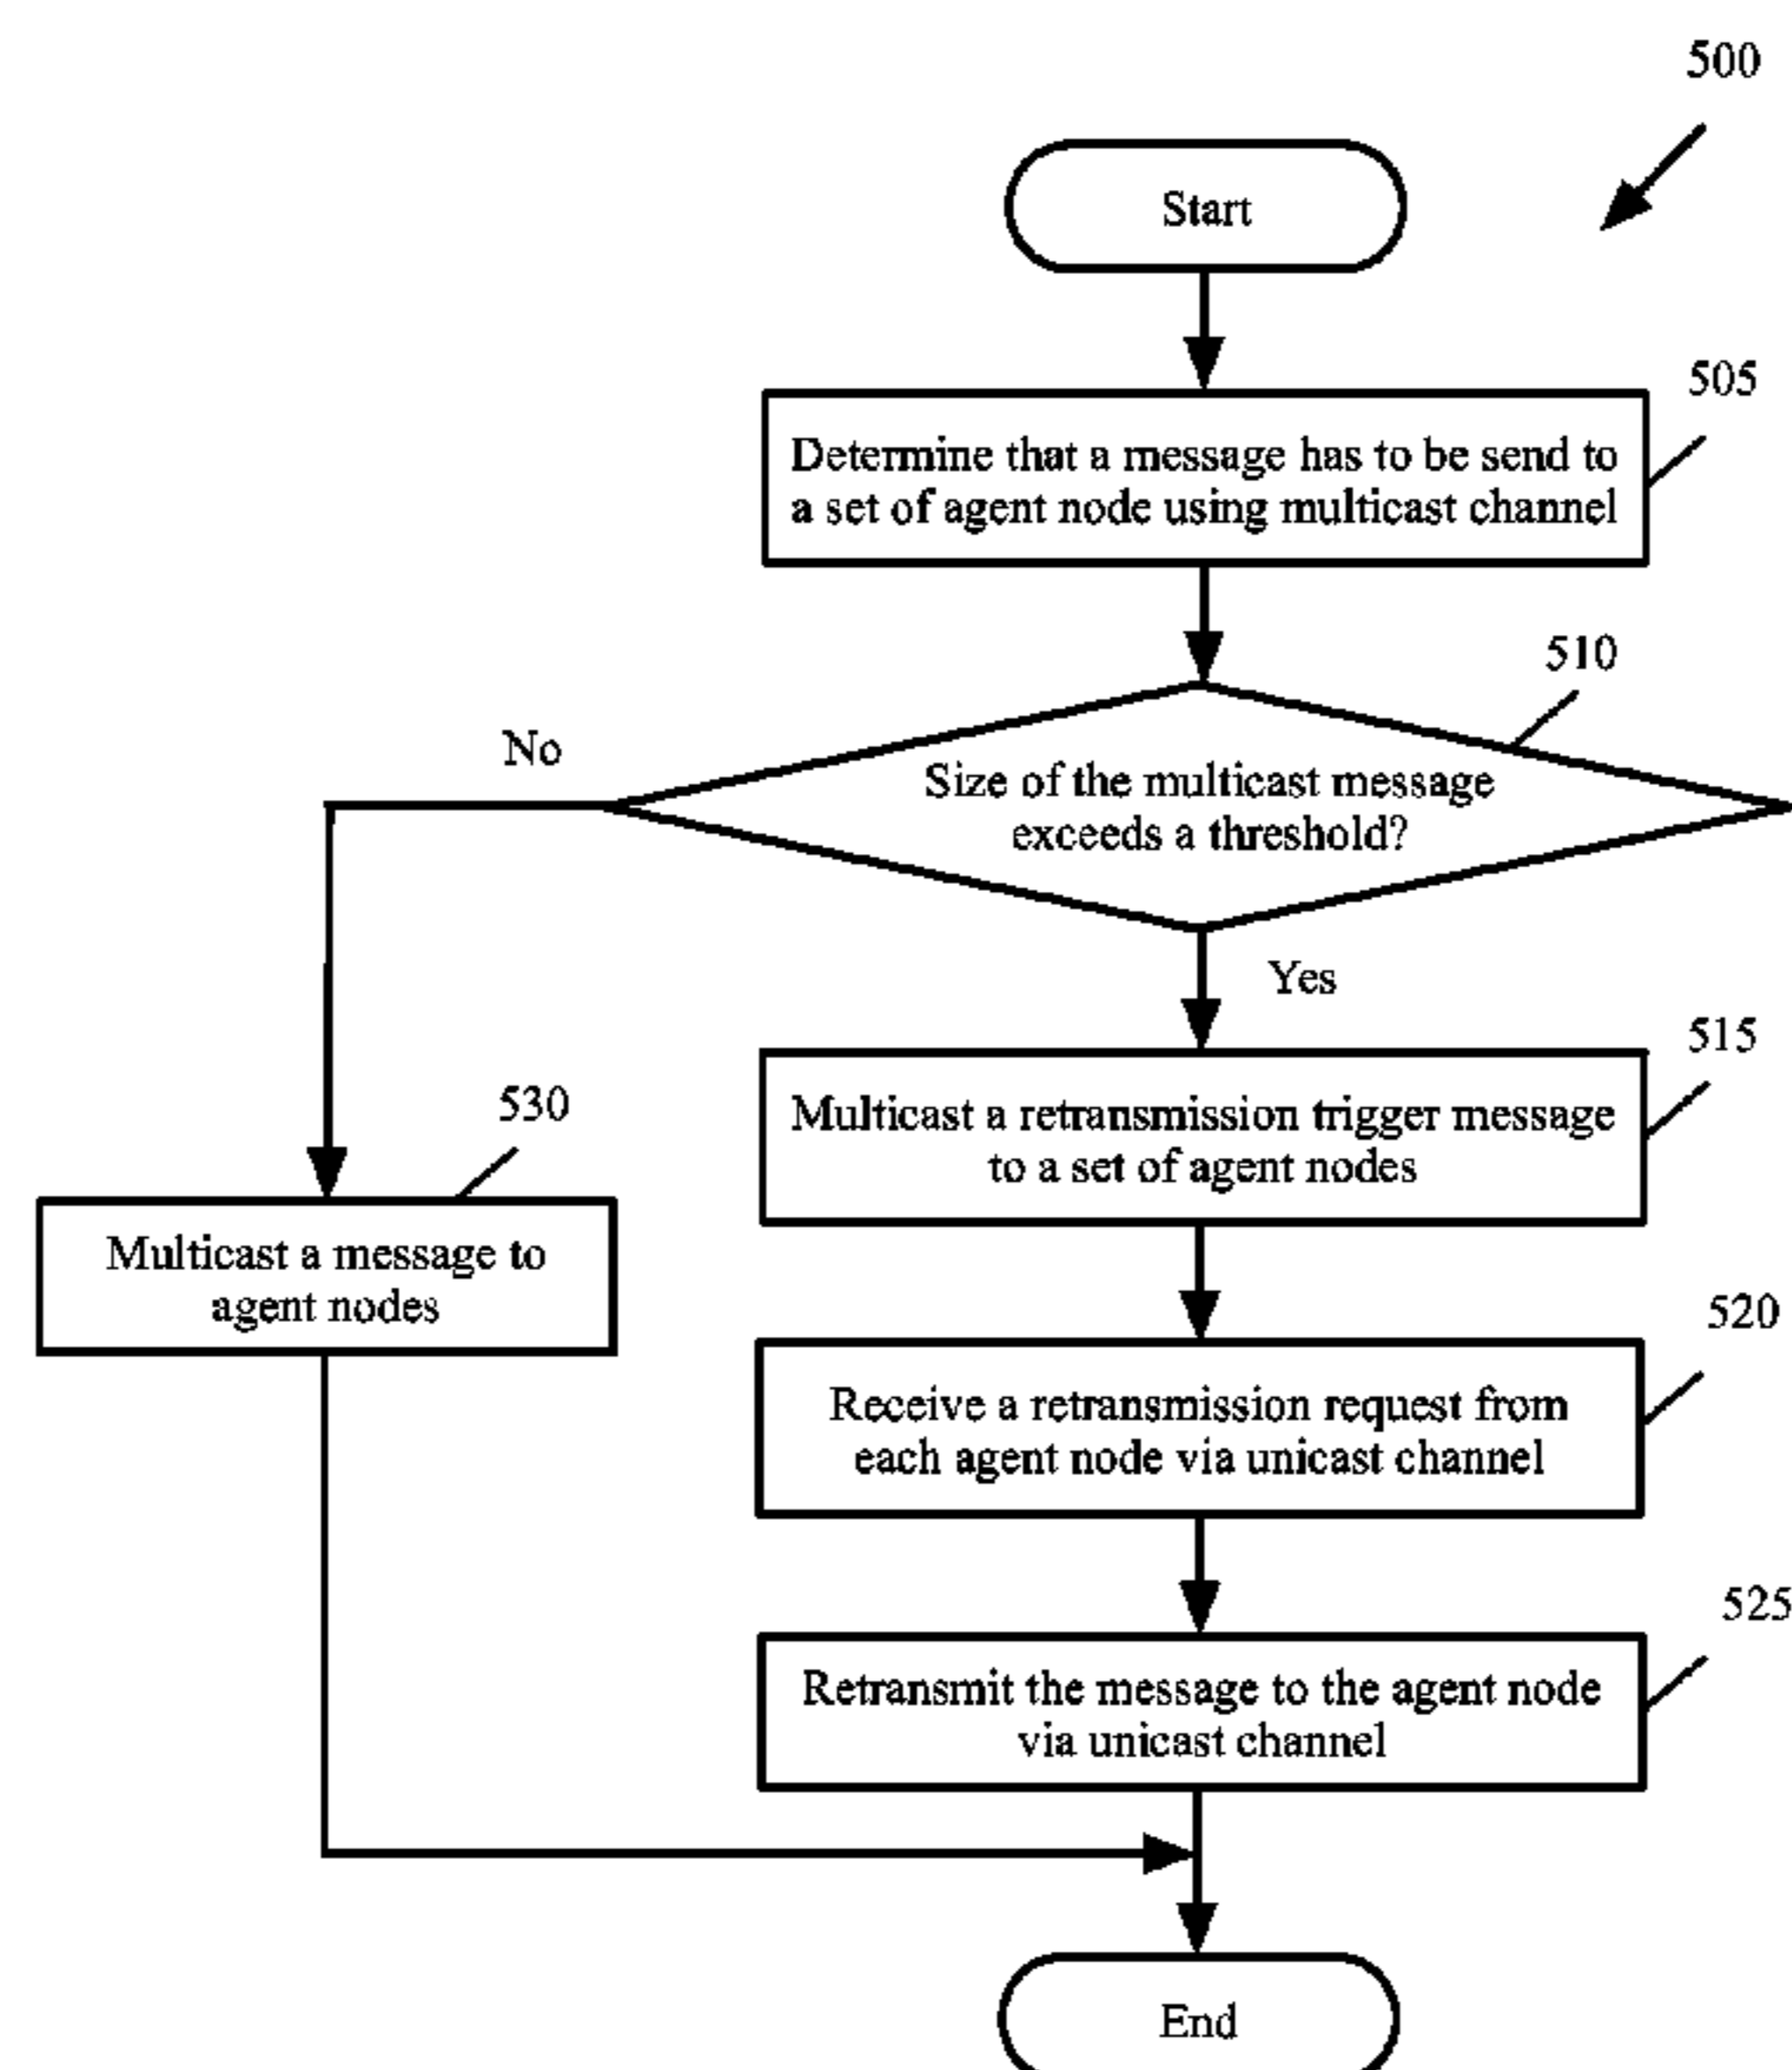 500
Start
505
Determine that a message has to be send to
a set of agent node using multicast channel
510
No
Size of the multicast message
exceeds a threshold?
Yes
515
Multicast a retransmission trigger message
to a set of agent nodes
530
Multicast a message to
agent nodes
520
Receive a retransmission request from
each agent node via unicast channel
525
Retransmit the message to the agent node
via unicast channel
End